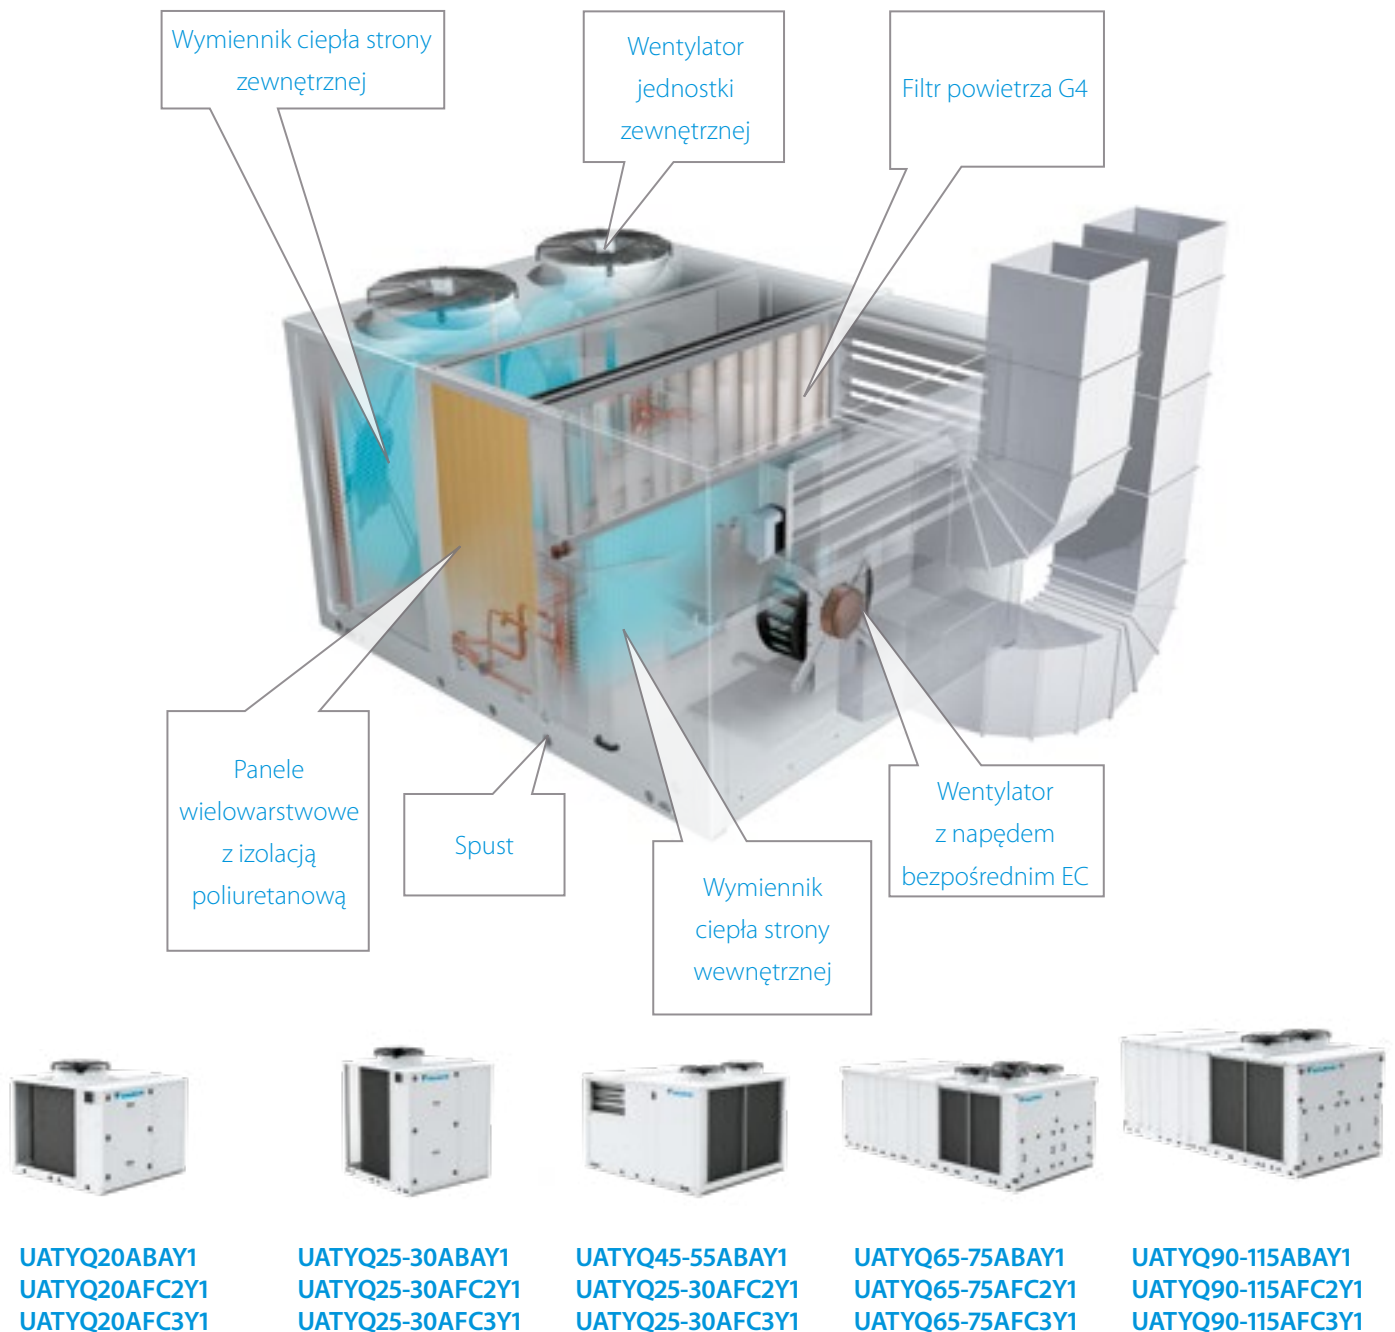 Wymiennik ciepła strony
zewnętrznej
Wentylator
jednostki
zewnętrznej
Filtr powietrza G4
Panele
wielowarstwowe
z izolacją
poliuretanową
Spust
Wymiennik
ciepła strony
wewnętrznej
Wentylator
z napędem
bezpośrednim EC
UATYQ20ABAY1
UATYQ20AFC2Y1
UATYQ20AFC3Y1
UATYQ25-30ABAY1
UATYQ25-30AFC2Y1
UATYQ25-30AFC3Y1
UATYQ45-55ABAY1
UATYQ25-30AFC2Y1
UATYQ25-30AFC3Y1
UATYQ65-75ABAY1
UATYQ65-75AFC2Y1
UATYQ65-75AFC3Y1
UATYQ90-115ABAY1
UATYQ90-115AFC2Y1
UATYQ90-115AFC3Y1